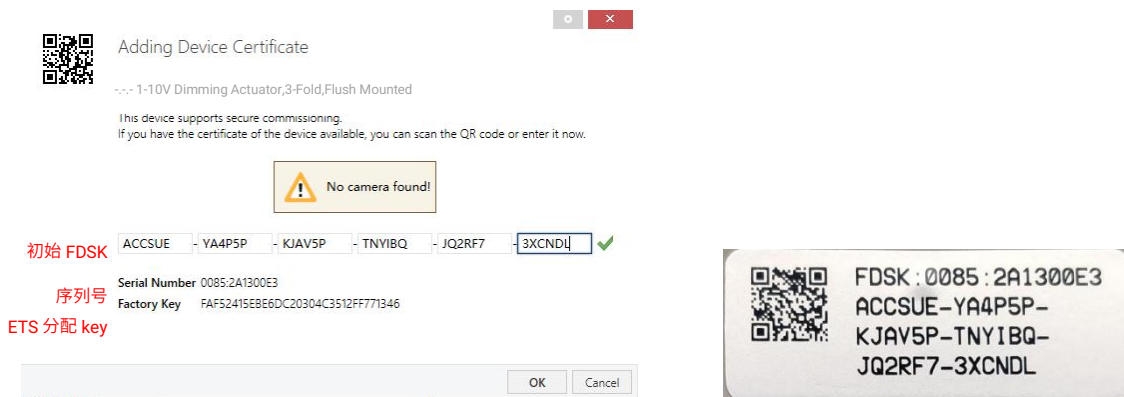 Adding Device Certificate
-.-.- 1-10V Dimming Actuator,3-Fold,Flush Mounted
This device supports secure commissioning.
If you have the certificate of the device available, you can scan the QR code or enter it now.
No camera found!
初始 FDSK
ACCSUE - YA4P5P - KJAV5P - TNYIBQ - JQ2RF7 - 3XCNDL
序列号
Serial Number 0085:2A1300E3
ETS 分配 key
Factory Key FAF52415EBE6DC20304C3512FF771346
OK Cancel
FDSK:0085:2A1300E3
ACCSUE-YA4P5P-
KJAV5P-TNYIBQ-
JQ2RF7-3XCNDL